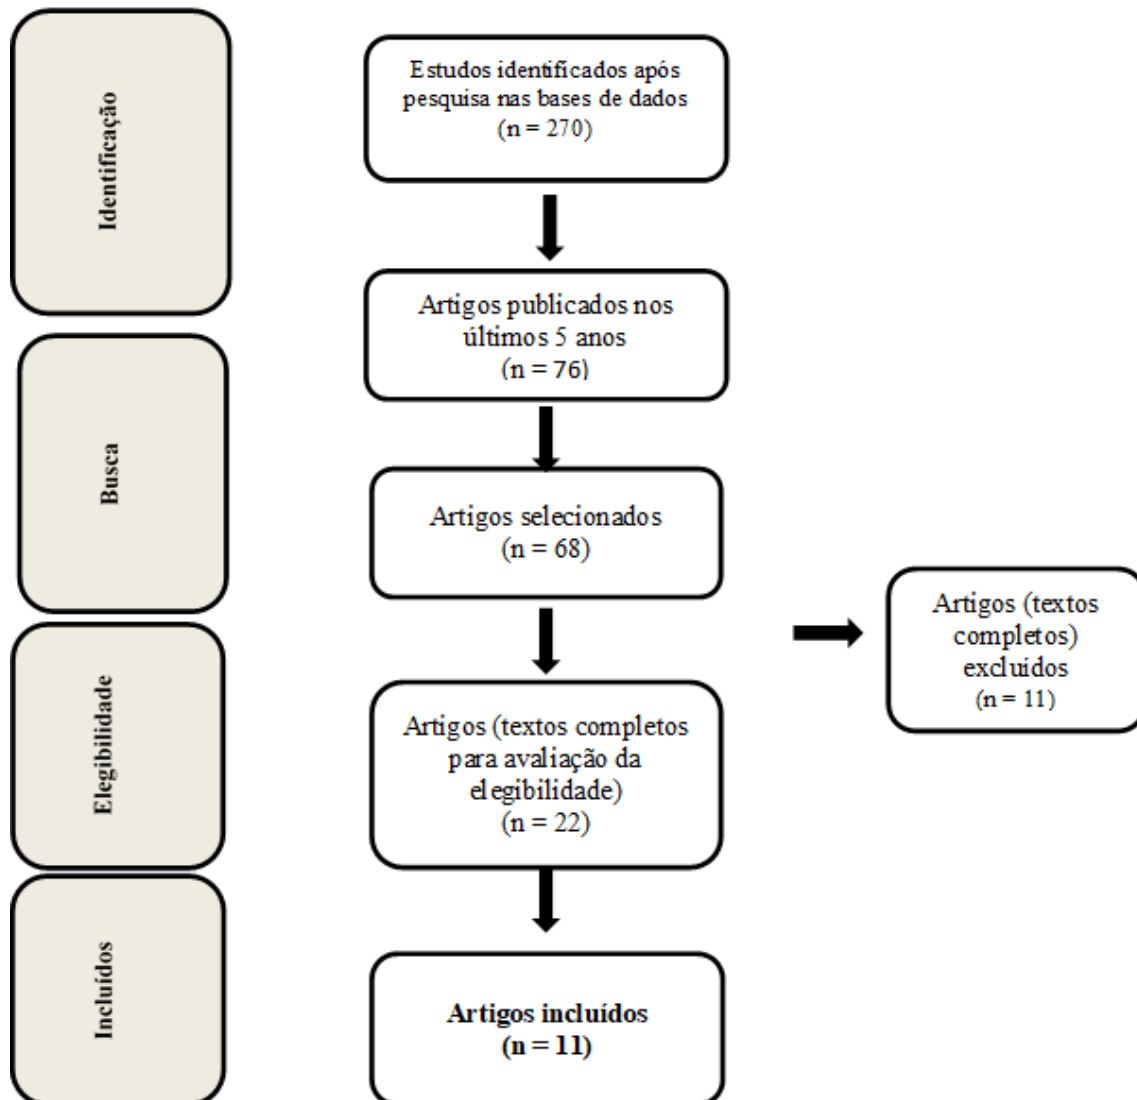 Identificação
Estudos identificados após
pesquisa nas bases de dados
(n = 270)
Artigos publicados nos
últimos 5 anos
(n = 76)
Busca
Artigos selecionados
(n = 68)
Artigos (textos
completos)
excluídos
(n = 11)
Elegibilidade
Artigos (textos completos
para avaliação da
elegibilidade)
(n = 22)
Incluídos
Artigos incluídos
(n = 11)